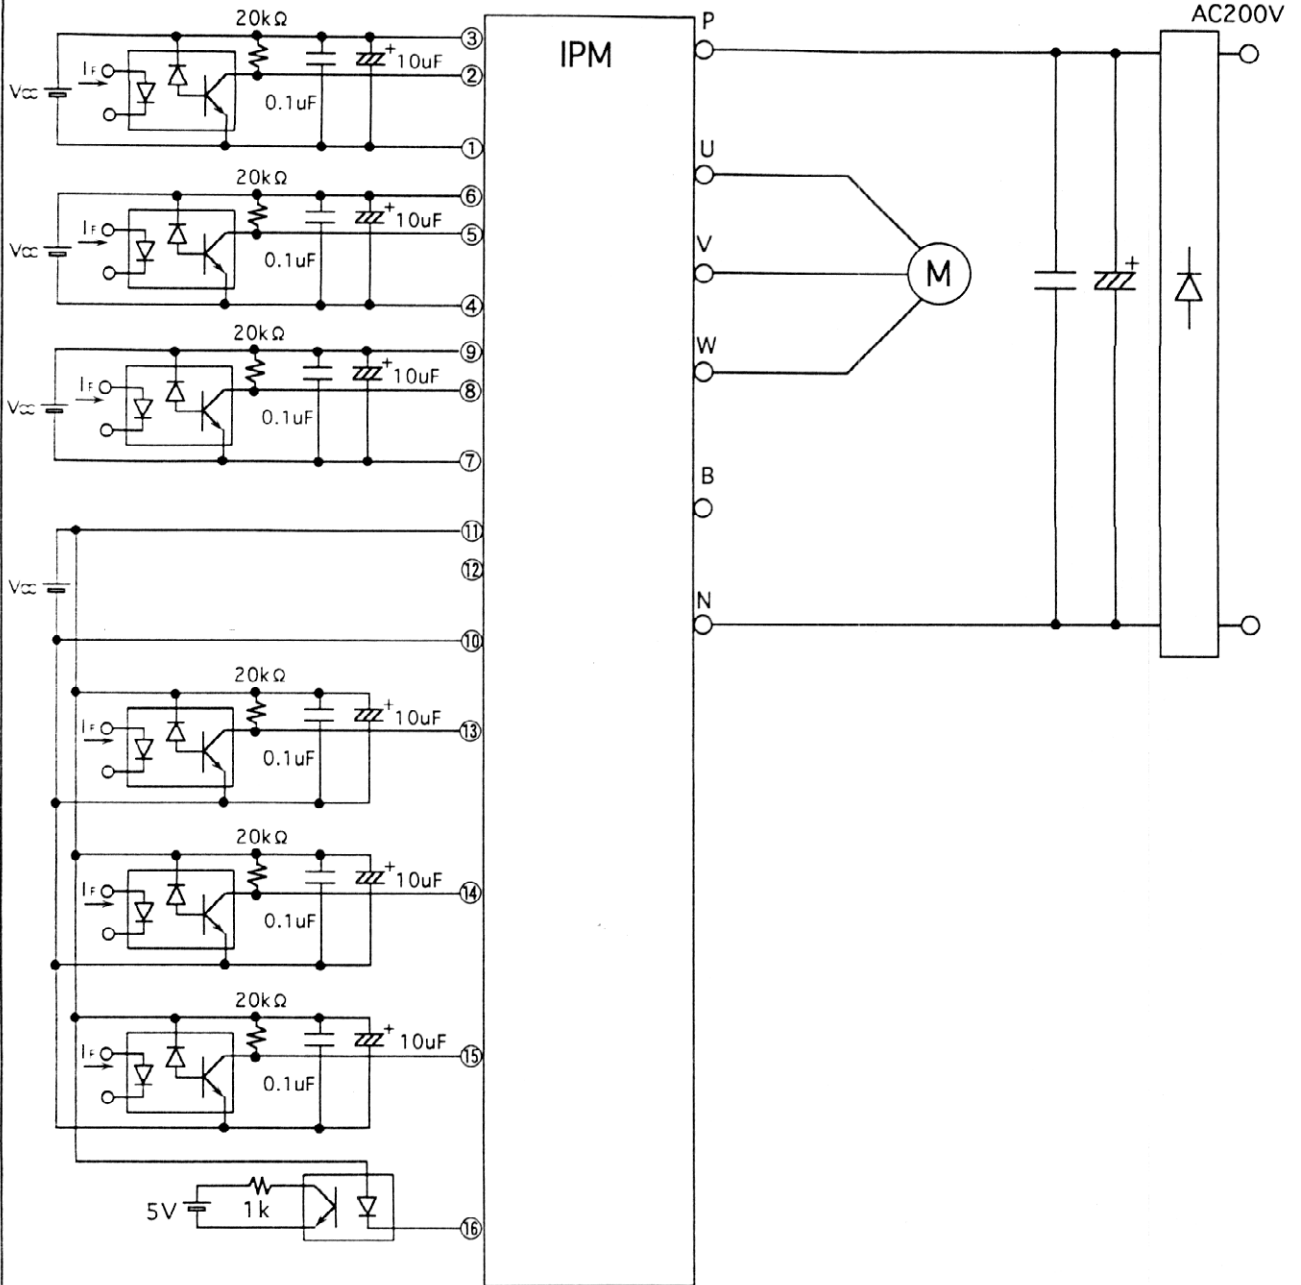 AC200V
IPM
P
20kΩ
③
IF
+
10uF
②
Vcc
0.1uF
①
U
20kΩ
⑥
IF
+
10uF
⑤
Vcc
0.1uF
④
V
M
+
20kΩ
⑨
W
IF
+
10uF
⑧
Vcc
0.1uF
⑦
B
⑪
⑫
Vcc
N
⑩
20kΩ
IF
+
10uF
⑬
0.1uF
20kΩ
IF
+
10uF
⑭
0.1uF
20kΩ
IF
+
10uF
⑮
0.1uF
5V
1k
⑯